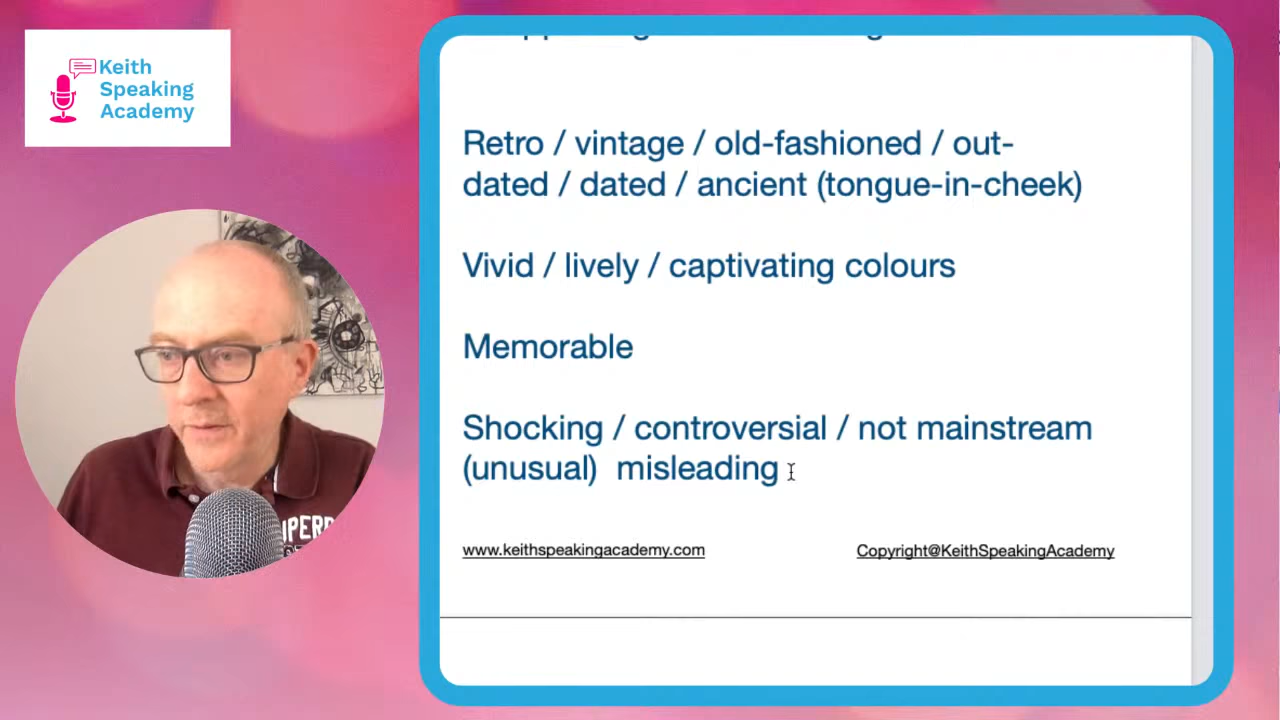 Keith
Speaking
Academy
Retro / vintage / old-fashioned / out-
dated / dated / ancient (tongue-in-cheek)
Vivid / lively / captivating colours
Memorable
Shocking / controversial / not mainstream
(unusual)  misleading
www.keithspeakingacademy.com
Copyright@KeithSpeakingAcademy